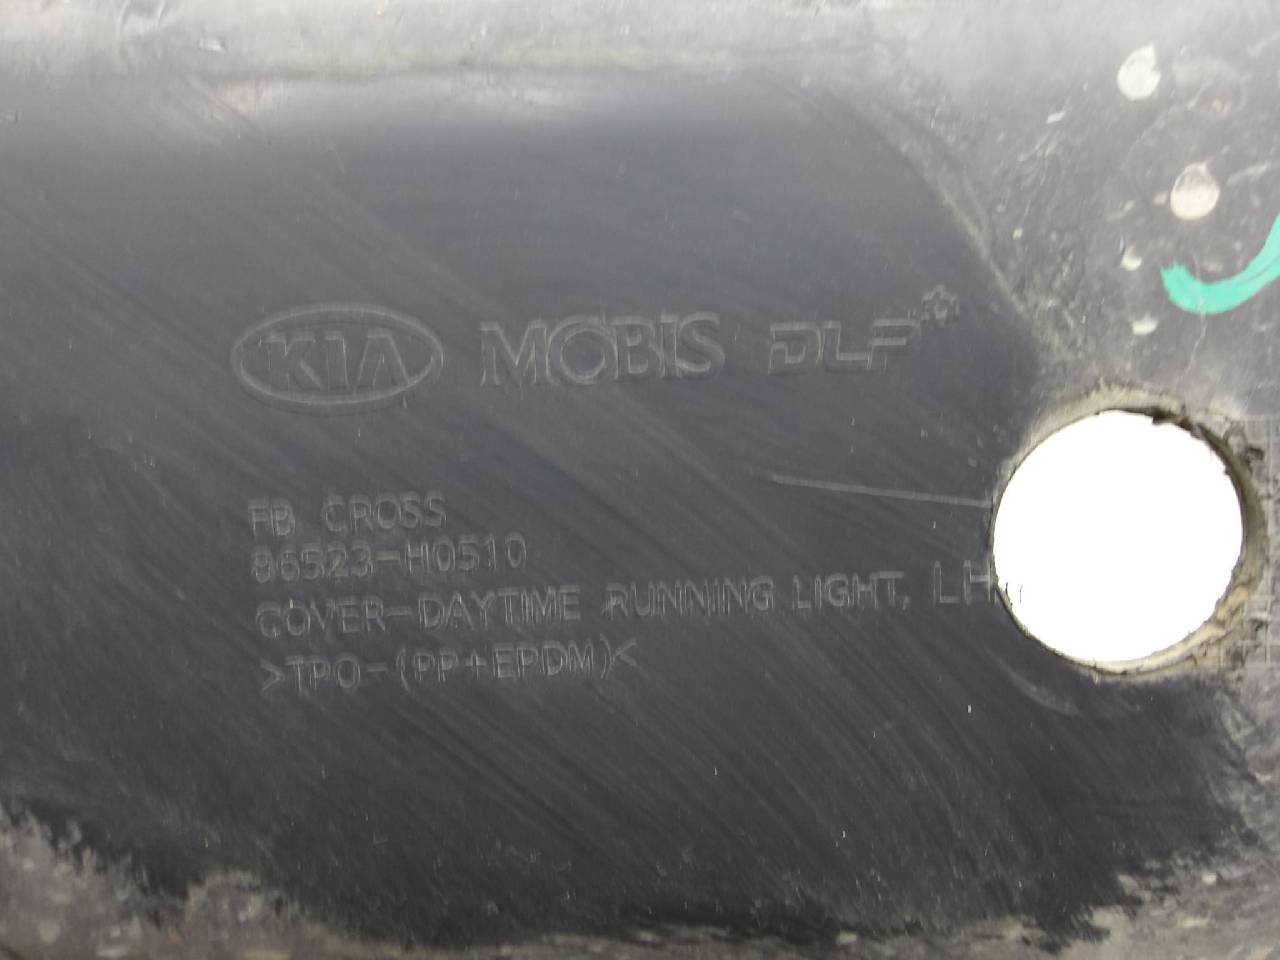 KIA MOBIS DLP
FB CROSS
86523-H0510
COVER-DAYTIME RUNNING LIGHT, LH
>TPO-(PP+EPDM)<